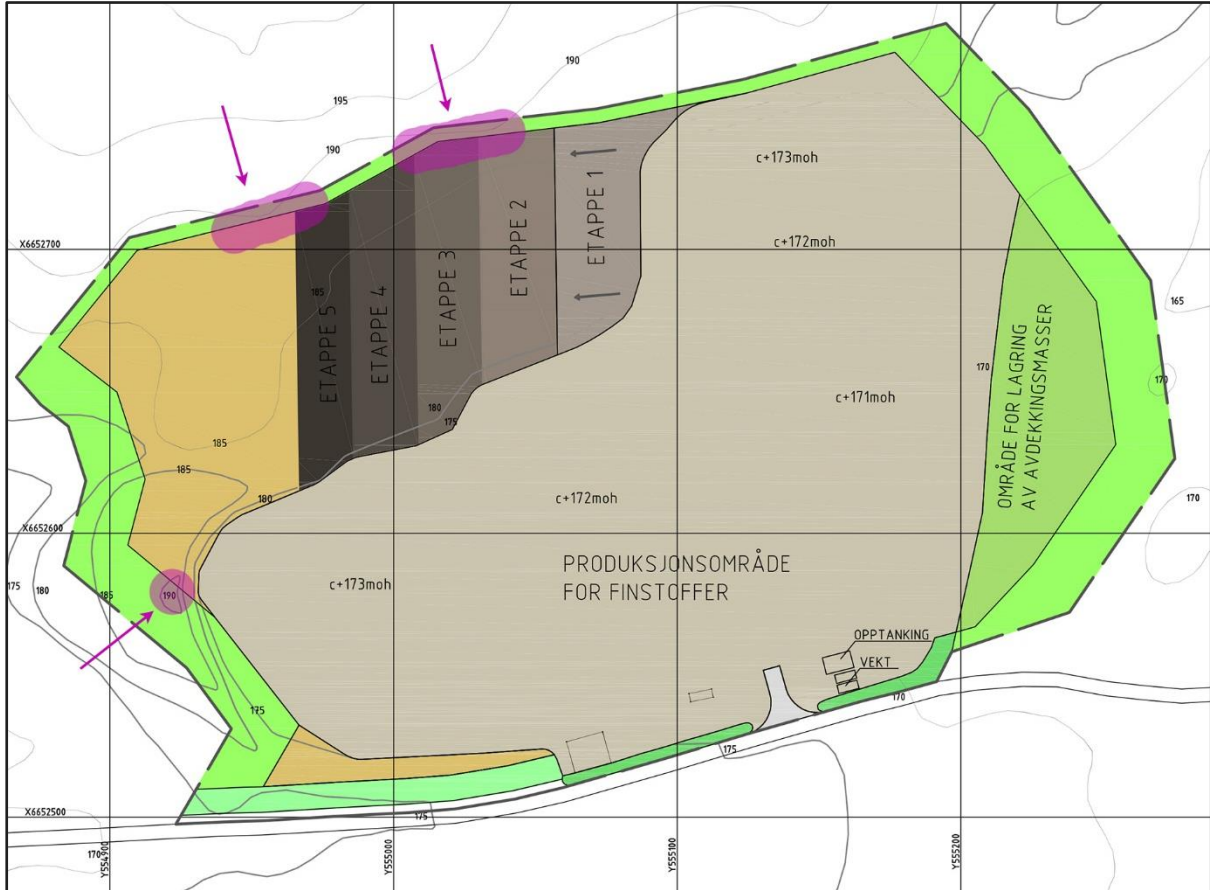 190
195
190
c+173moh
X6652700
c+172moh
ETAPPE 1
ETAPPE 2
ETAPPE 3
ETAPPE 4
ETAPPE 5
185
165
170
170
180
175
c+171moh
OMRÅDE FOR LAGRING
AV AVDEKKINGSMASSER
185
185
180
c+172moh
170
X6652600
PRODUKSJONSOMRÅDE
FOR FINSTOFFER
c+173moh
175
180
185
190
OPPTANKING
VEKT
170
175
175
X6652500
175
170
Y554900
Y555000
Y555100
Y555200